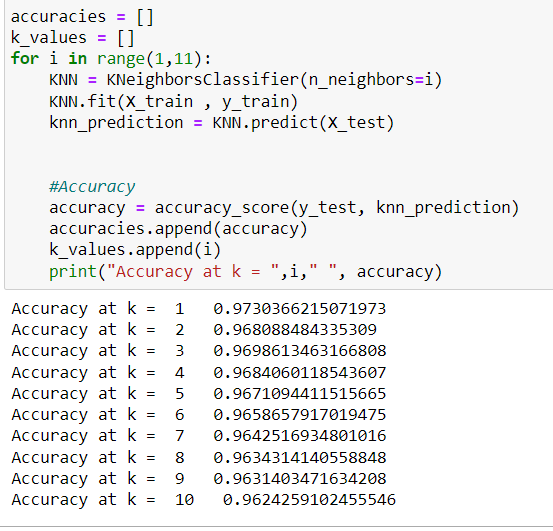 accuracies = []
k_values = []
for i in range(1,11):
    KNN = KNeighborsClassifier(n_neighbors=i)
    KNN.fit(X_train , y_train)
    knn_prediction = KNN.predict(X_test)
    #Accuracy
    accuracy = accuracy_score(y_test, knn_prediction)
    accuracies.append(accuracy)
    k_values.append(i)
    print("Accuracy at k = ",i," ", accuracy)
Accuracy at k =  1   0.9730366215071973
Accuracy at k =  2   0.968088484335309
Accuracy at k =  3   0.9698613463166808
Accuracy at k =  4   0.9684060118543607
Accuracy at k =  5   0.9671094411515665
Accuracy at k =  6   0.9658657917019475
Accuracy at k =  7   0.9642516934801016
Accuracy at k =  8   0.9634314140558848
Accuracy at k =  9   0.9631403471634208
Accuracy at k =  10   0.9624259102455546